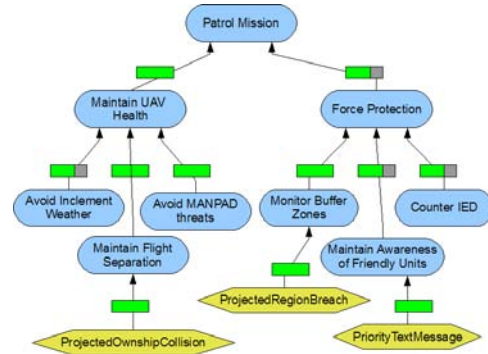 Patrol Mission
Maintain UAV
Health
Force Protection
Avoid Inclement
Weather
Avoid MANPAD
threats
Monitor Buffer
Zones
Counter IED
Maintain Flight
Separation
Maintain Awareness
of Friendly Units
ProjectedRegionBreach
ProjectedOwnshipCollision
PriorityTextMessage